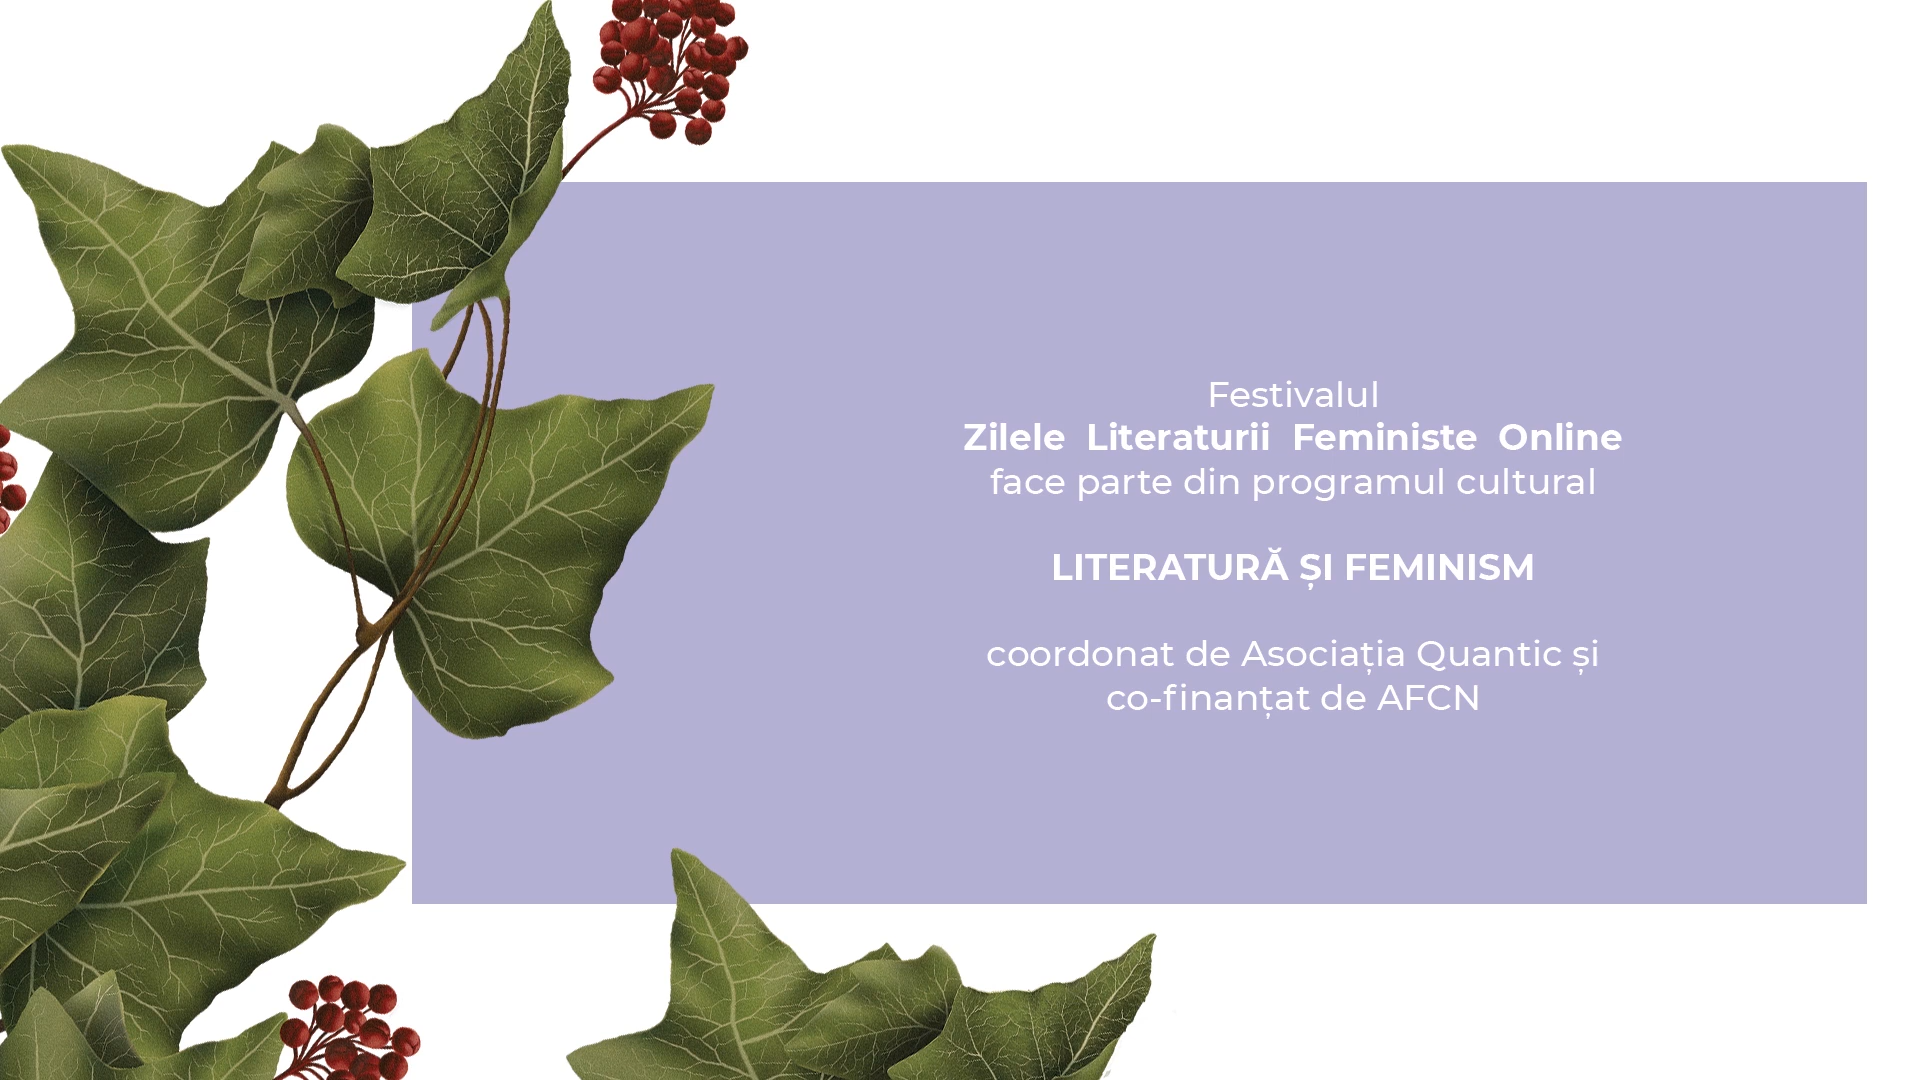 Festivalul
Zilele Literaturii Feministe Online
face parte din programul cultural
LITERATURĂ ȘI FEMINISM
coordonat de Asociația Quantic și
co-finanțat de AFCN